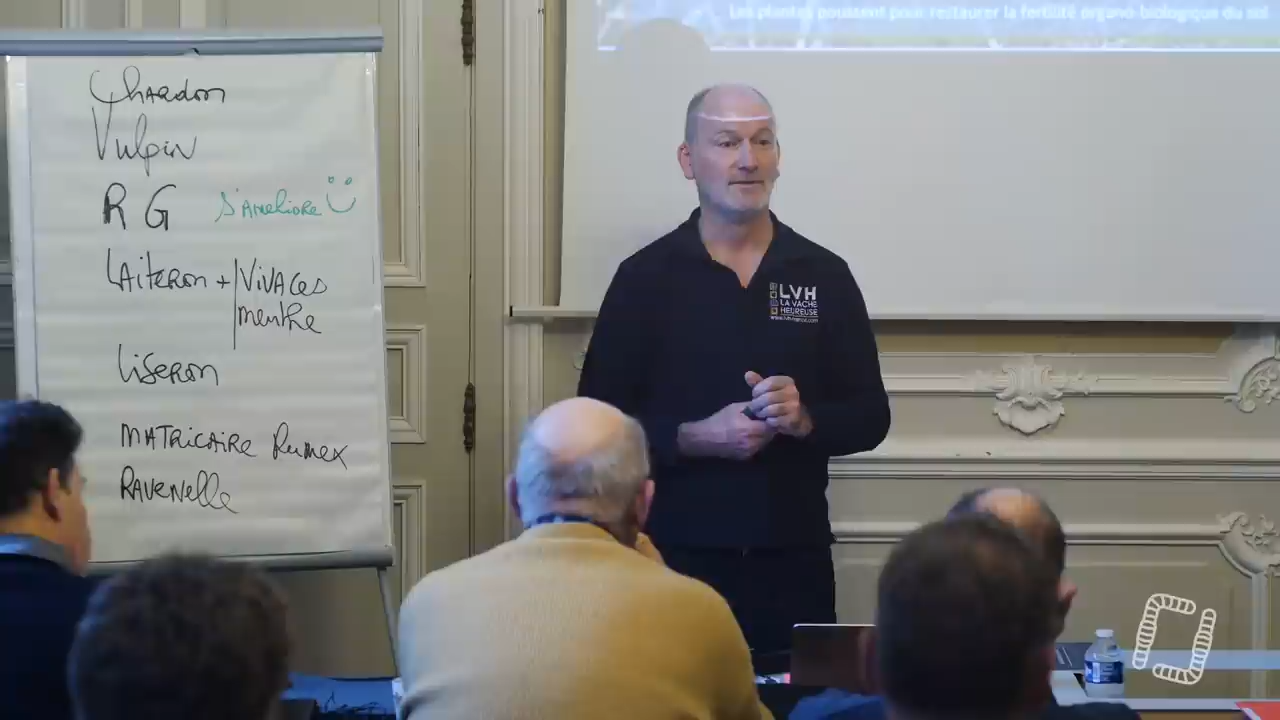 Les plantes poussent pour restaurer la fertilité organo-biologique du sol
Chardon
Vulpin
R G s'Ameliore
LAiteron + Vivaces
menthe
Liseron
MATRICAIRE Rumex
RAVENelle
LVH
LA VACHE
HEUREUSE